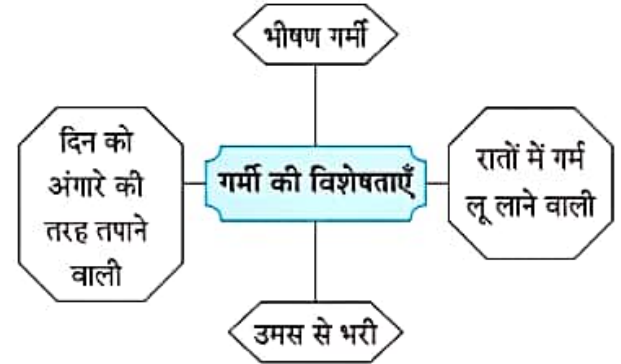 भीषण गर्मी
दिन को
अंगारे की
तरह तपाने
वाली
गर्मी की विशेषताएँ
रातों में गर्म
लू लाने वाली
उमस से भरी